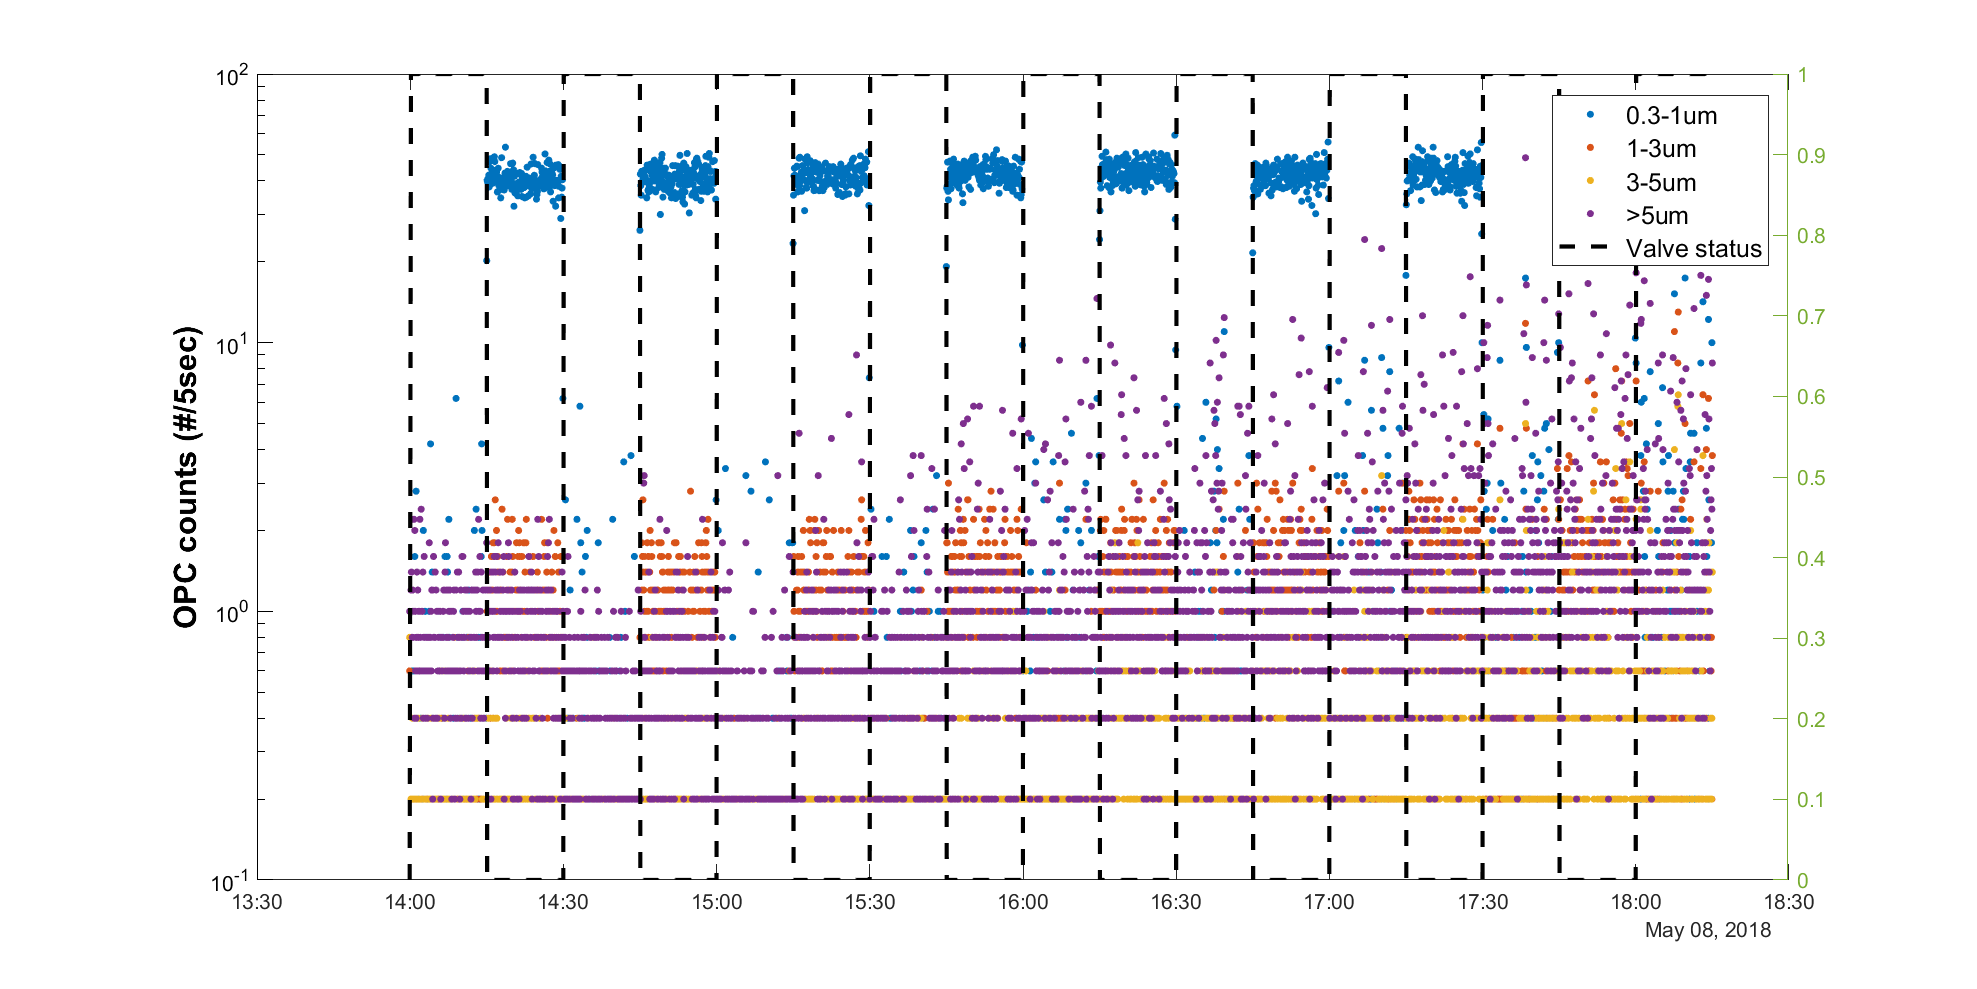 10^2
10^1
10^0
10^-1
OPC counts (#/5sec)
0.3-1um
1-3um
3-5um
>5um
Valve status
1
0.9
0.8
0.7
0.6
0.5
0.4
0.3
0.2
0.1
0
13:30 14:00 14:30 15:00 15:30 16:00 16:30 17:00 17:30 18:00 18:30
May 08, 2018